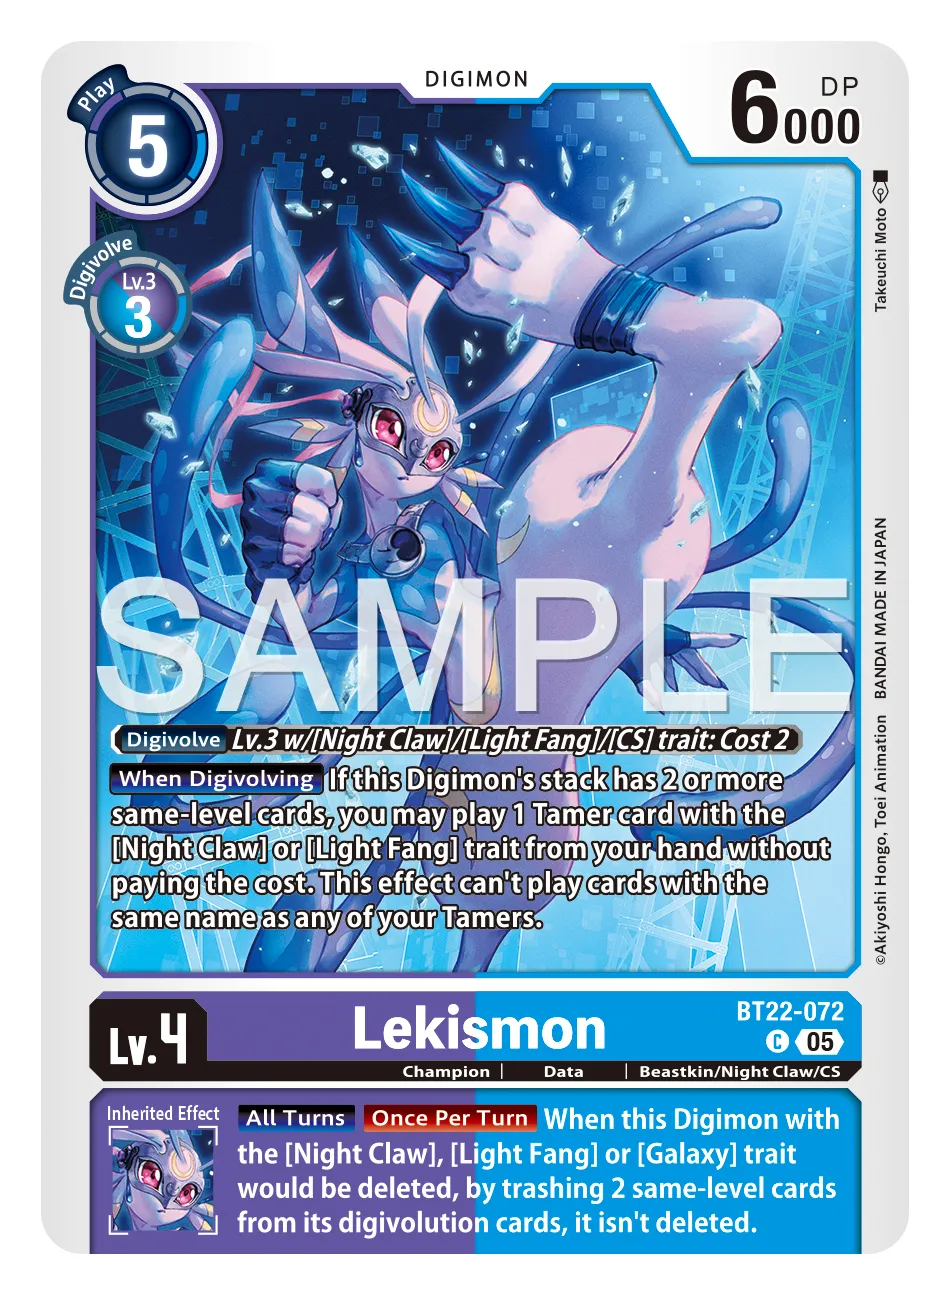 DIGIMON
Play
5
DP
6000
Digivolve
Lv.3
3
Takeuchi Moto
SAMPLE
Digivolve Lv.3 w/[Night Claw]/[Light Fang]/[CS] trait: Cost 2
When Digivolving If this Digimon's stack has 2 or more
same-level cards, you may play 1 Tamer card with the
[Night Claw] or [Light Fang] trait from your hand without
paying the cost. This effect can't play cards with the
same name as any of your Tamers.
©Akiyoshi Hongo, Toei Animation BANDAI MADE IN JAPAN
Lv.4
Lekismon
BT22-072
C 05
Champion | Data | Beastkin/Night Claw/CS
Inherited Effect
All Turns Once Per Turn When this Digimon with
the [Night Claw], [Light Fang] or [Galaxy] trait
would be deleted, by trashing 2 same-level cards
from its digivolution cards, it isn't deleted.